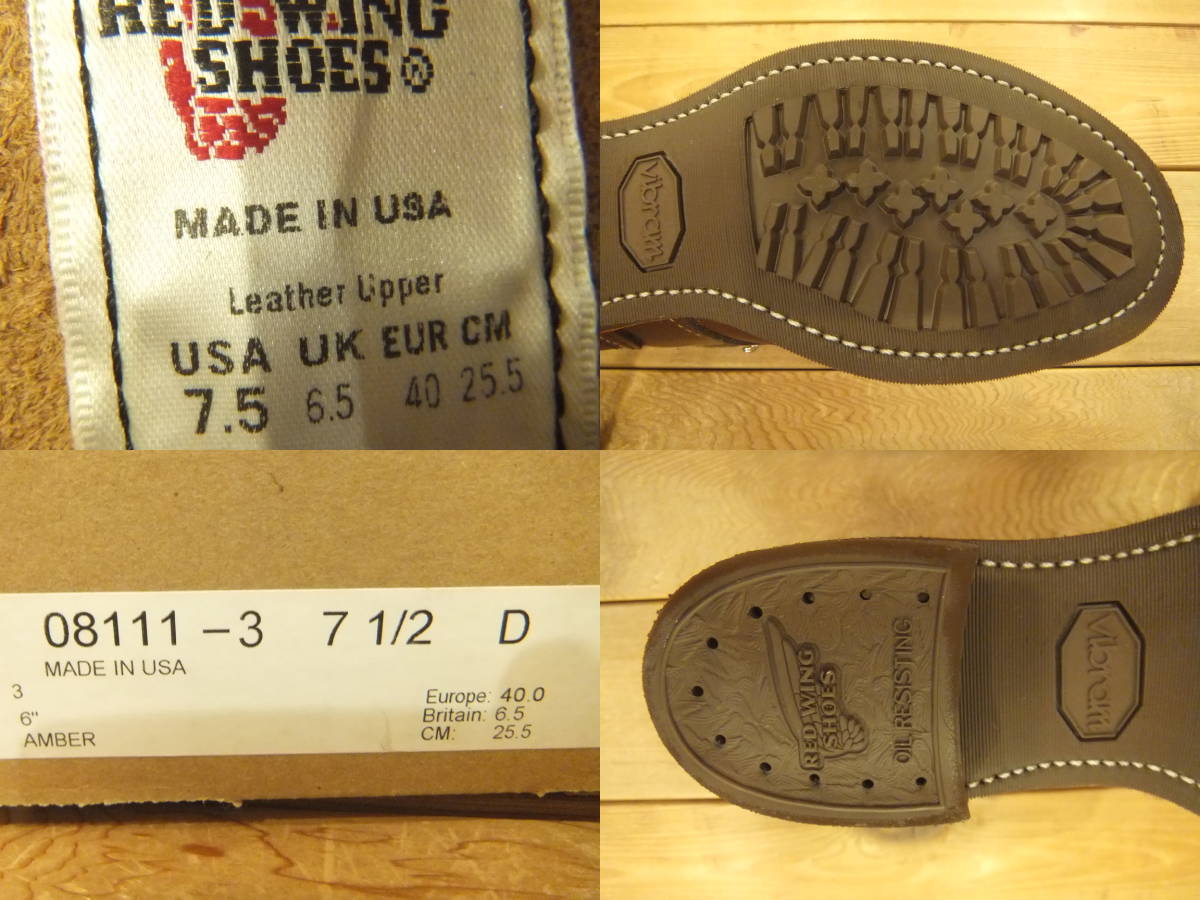 RED WING
SHOES®
MADE IN USA
Leather Upper
USA UK EUR CM
7.5 6.5 40 25.5
vibram
08111 – 3 7 1/2 D
MADE IN USA
3
6"
AMBER
Europe: 40.0
Britain: 6.5
CM: 25.5
RED WING
SHOES
OIL RESISTING
vibram